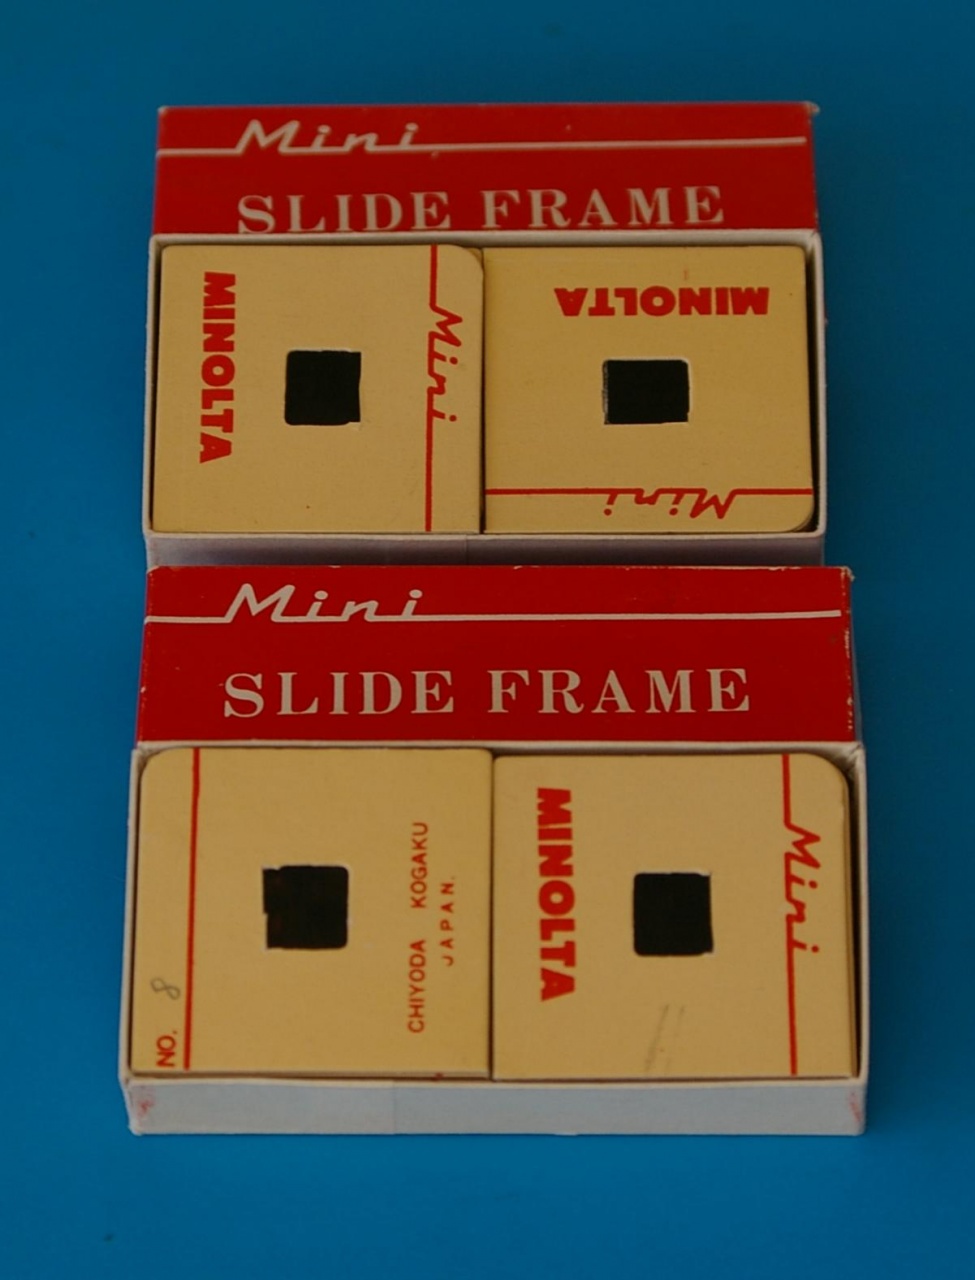 Mini
SLIDE FRAME
MINOLTA
Mini
MINOLTA
Mini
Mini
SLIDE FRAME
NO. 8
CHIYODA KOGAKU
JAPAN.
MINOLTA
Mini